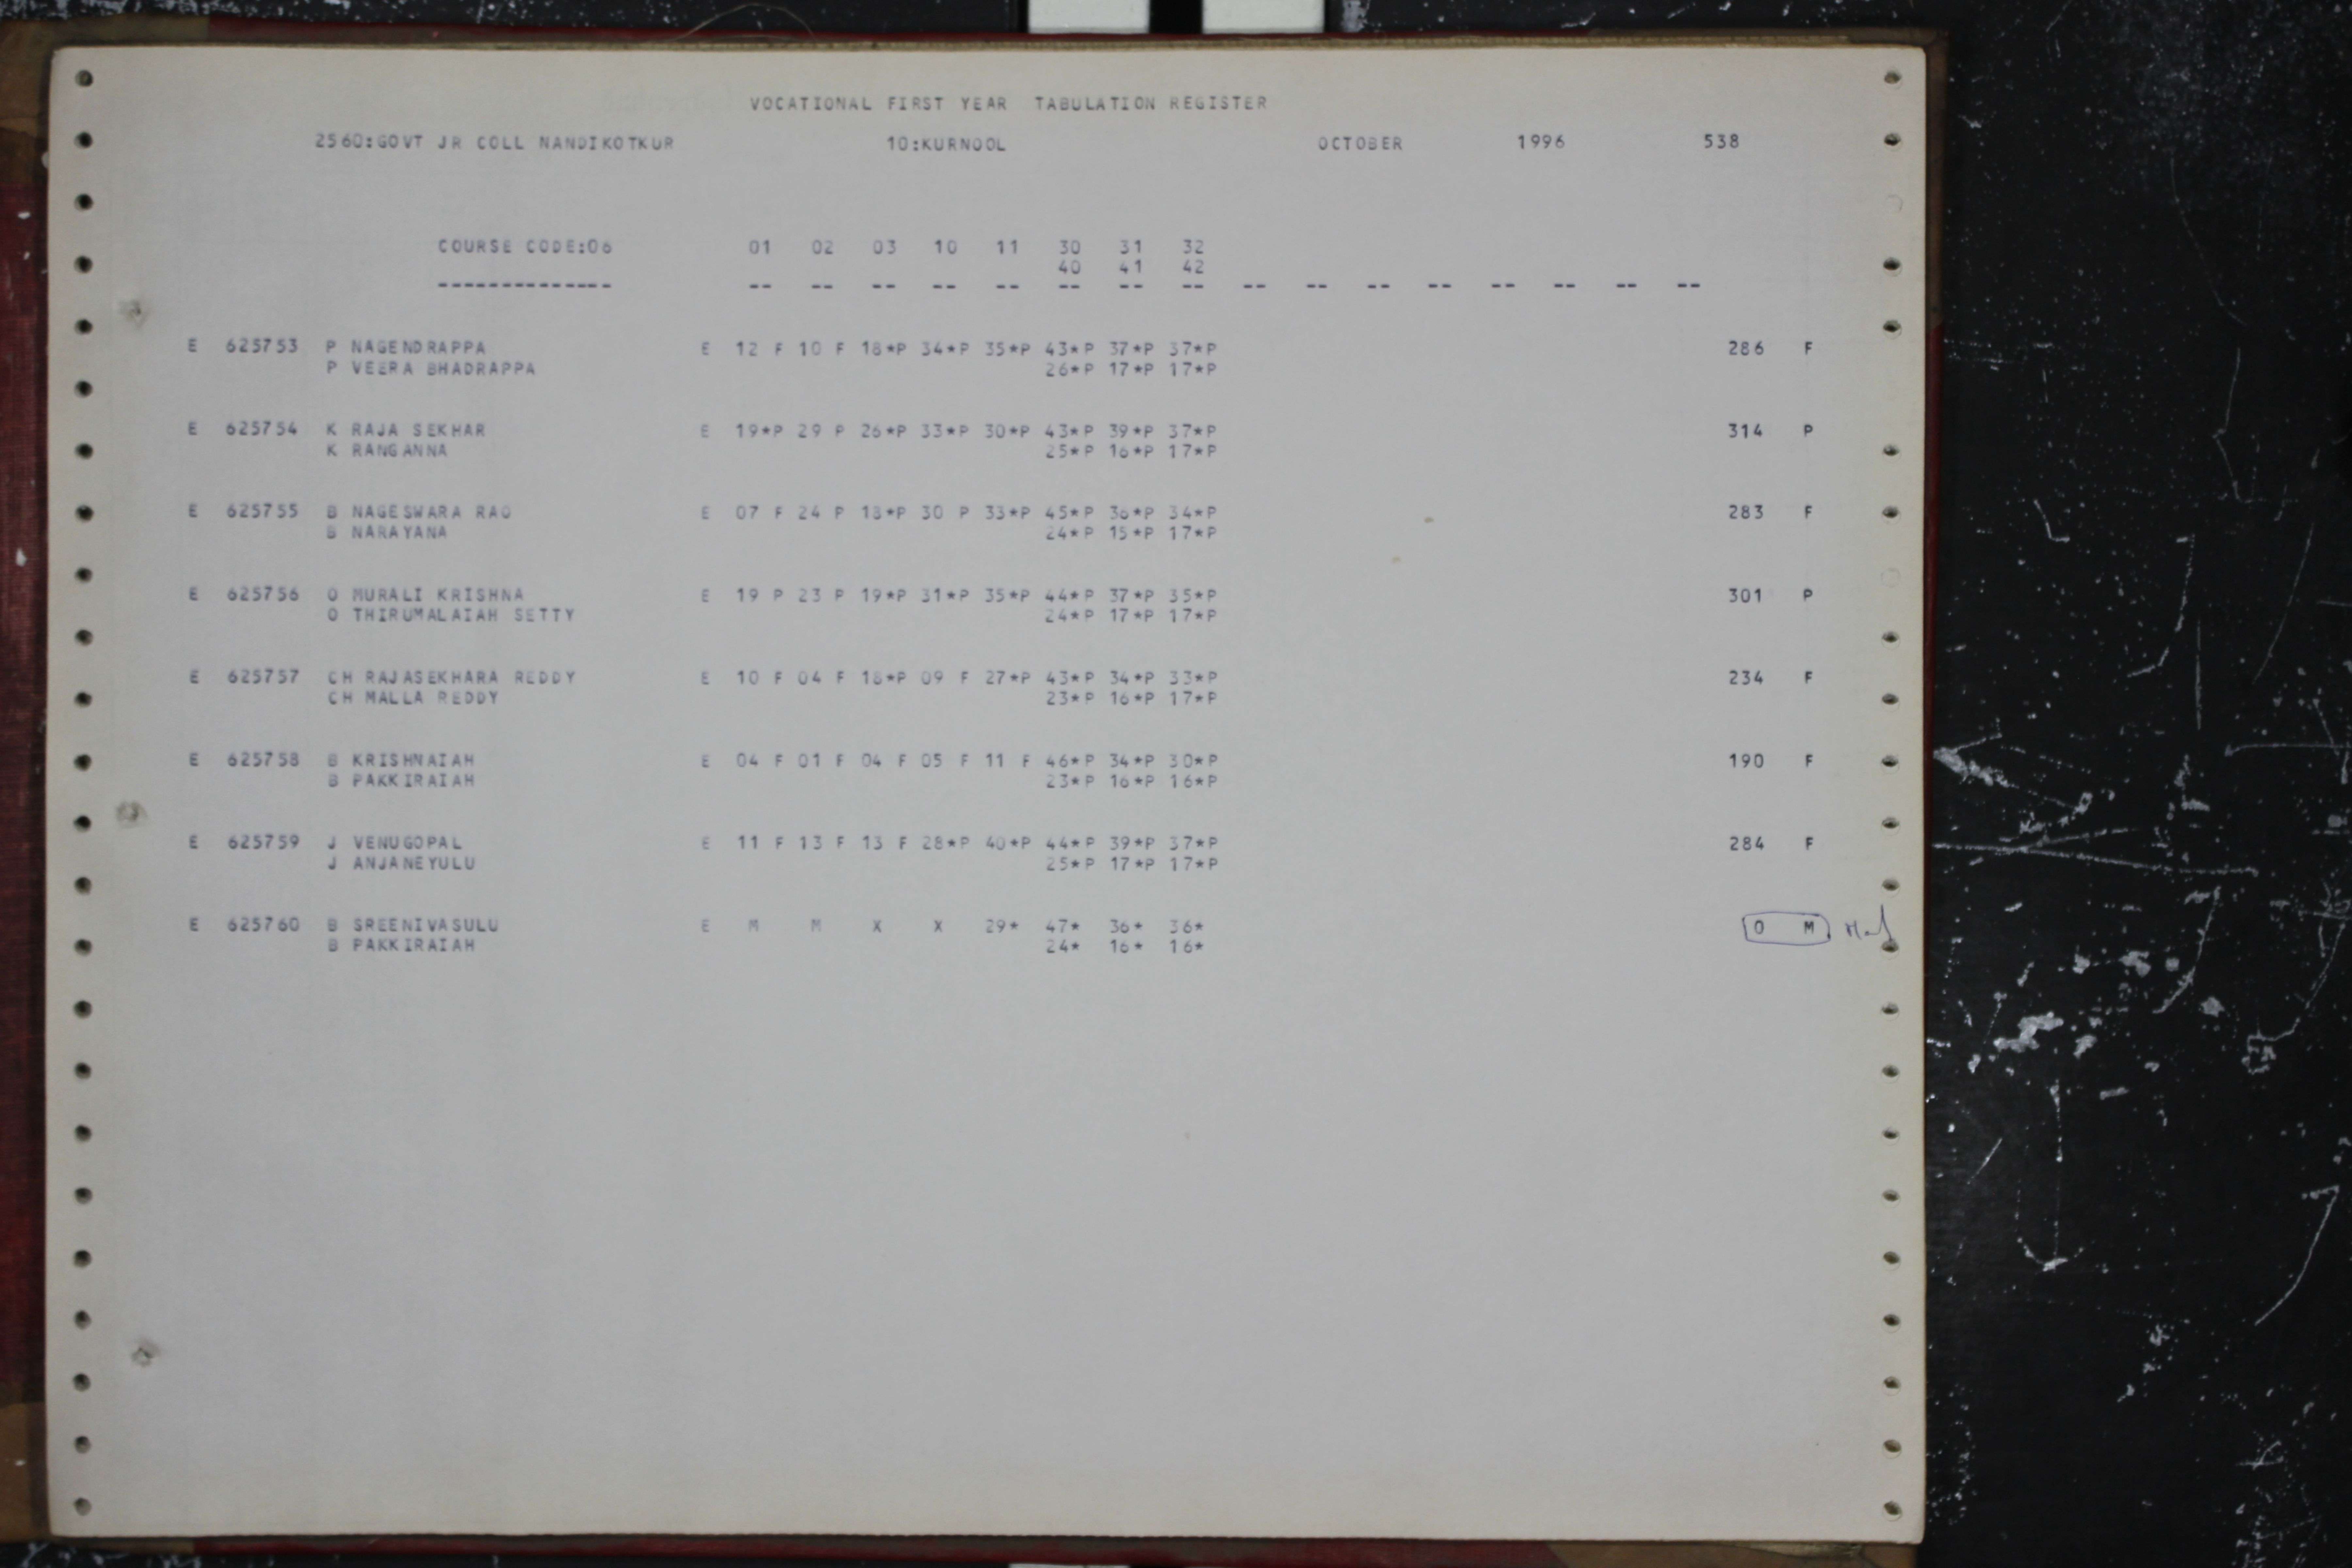 VOCATIONAL FIRST YEAR TABULATION REGISTER
2560:GOVT JR COLL NANDIKOTKUR 10:KURNOOL OCTOBER 1996 538
COURSE CODE:06 01 02 03 10 11 30 31 32
40 41 42
-------------- -- -- -- -- -- -- -- -- -- -- -- -- -- -- -- --
E 625753 P NAGENDRAPPA E 12 F 10 F 18*P 34*P 35*P 43*P 37*P 37*P 286 F
P VEERA BHADRAPPA 26*P 17*P 17*P
E 625754 K RAJA SEKHAR E 19*P 29 P 26*P 33*P 30*P 43*P 39*P 37*P 314 P
K RANGANNA 25*P 16*P 17*P
E 625755 B NAGESWARA RAO E 07 F 24 P 18*P 30 P 33*P 45*P 36*P 34*P 283 F
B NARAYANA 24*P 15*P 17*P
E 625756 O MURALI KRISHNA E 19 P 23 P 19*P 31*P 35*P 44*P 37*P 35*P 301 P
O THIRUMALAIAH SETTY 24*P 17*P 17*P
E 625757 CH RAJASEKHARA REDDY E 10 F 04 F 18*P 09 F 27*P 43*P 34*P 33*P 234 F
CH MALLA REDDY 23*P 16*P 17*P
E 625758 B KRISHNAIAH E 04 F 01 F 04 F 05 F 11 F 46*P 34*P 30*P 190 F
B PAKKIRAIAH 23*P 16*P 16*P
E 625759 J VENUGOPAL E 11 F 13 F 13 F 28*P 40*P 44*P 39*P 37*P 284 F
J ANJANEYULU 25*P 17*P 17*P
E 625760 B SREENIVASULU E M M X X 29* 47* 36* 36* 0 M
B PAKKIRAIAH 24* 16* 16*